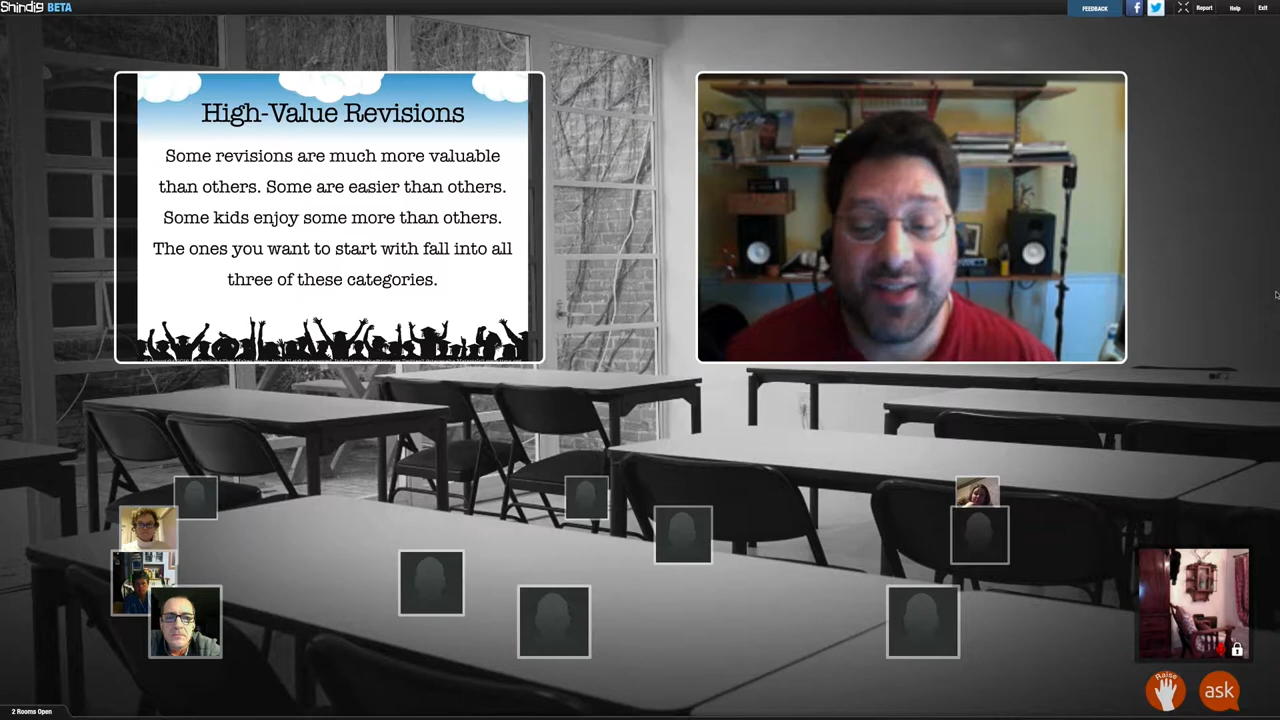 Shindig BETA
FEEDBACK
Report
Help
Exit
High-Value Revisions
Some revisions are much more valuable
than others. Some are easier than others.
Some kids enjoy some more than others.
The ones you want to start with fall into all
three of these categories.
Raise
ask
2 Rooms Open